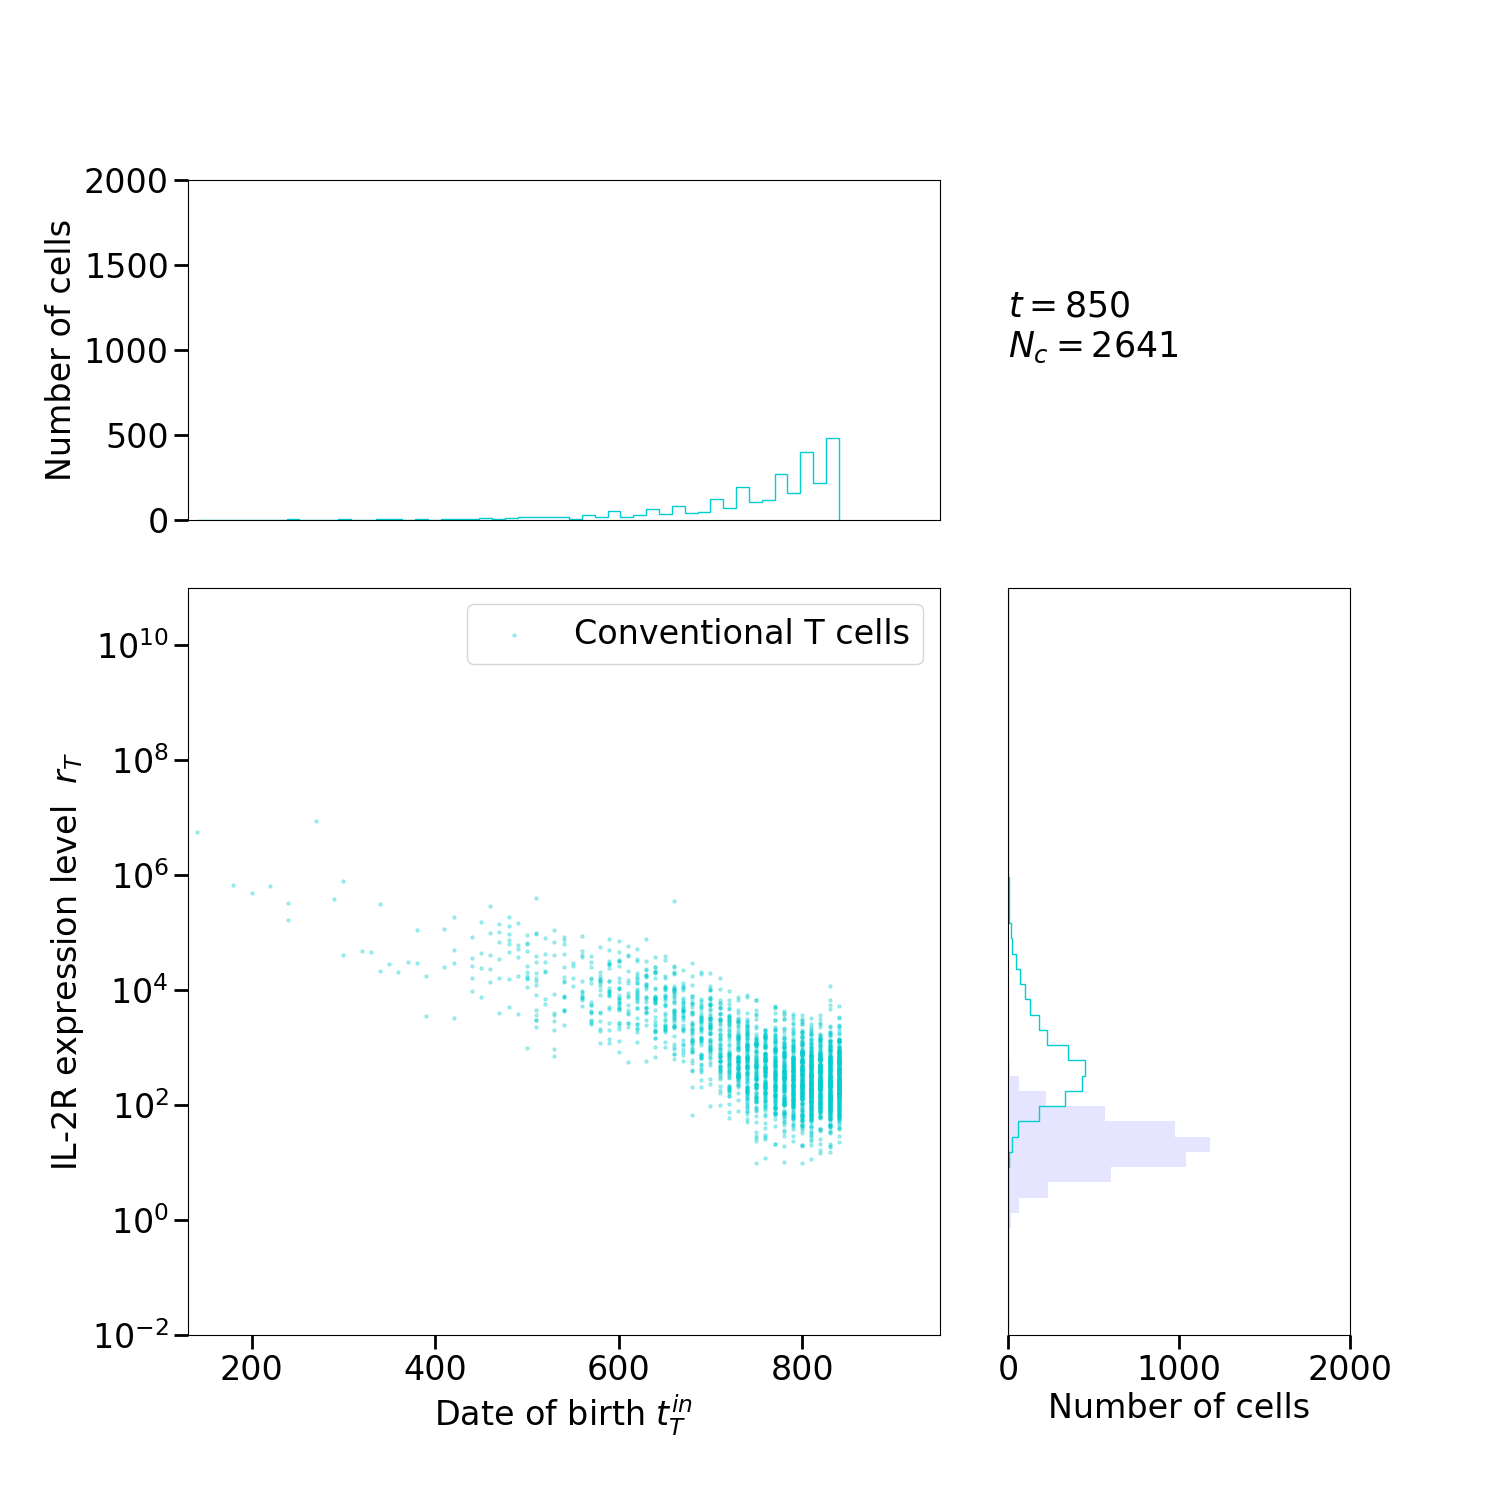 2000
1500
1000
500
0
Number of cells
t = 850
N_c = 2641
Conventional T cells
10^10
10^8
10^6
10^4
10^2
10^0
10^−2
IL-2R expression level r_T
200 400 600 800
Date of birth t_T^in
0 1000 2000
Number of cells